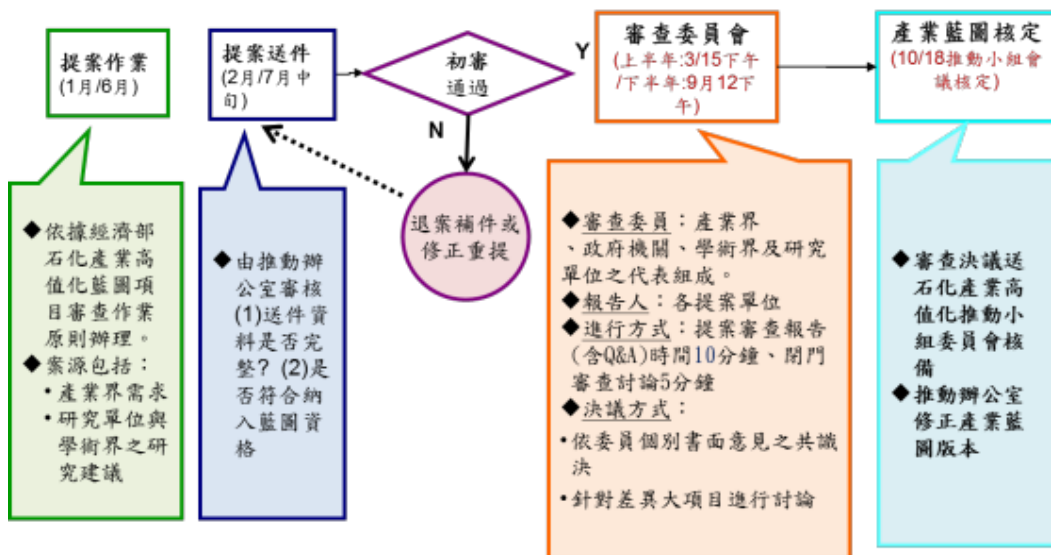 提案作業
(1月/6月)
提案送件
(2月/7月中
旬)
初審
通過
Y
N
審查委員會
(上半年:3/15下午
/下半年:9月12下
午)
產業藍圖核定
(10/18推動小組會
議核定)
退案補件或
修正重提
◆依據經濟部
石化產業高
值化藍圖項
目審查作業
原則辦理。
◆案源包括：
•產業界需求
•研究單位與
學術界之研
究建議
◆由推動辦
公室審核
(1)送件資
料是否完
整？(2)是
否符合納
入藍圖資
格
◆審查委員：產業界
、政府機關、學術界及研究
單位之代表組成。
◆報告人：各提案單位
◆進行方式：提案審查報告
(含Q&A)時間10分鐘、閉門
審查討論5分鐘
◆決議方式：
•依委員個別書面意見之共識
決
•針對差異大項目進行討論
◆審查決議送
石化產業高
值化推動小
組委員會核
備
◆推動辦公室
修正產業藍
圖版本